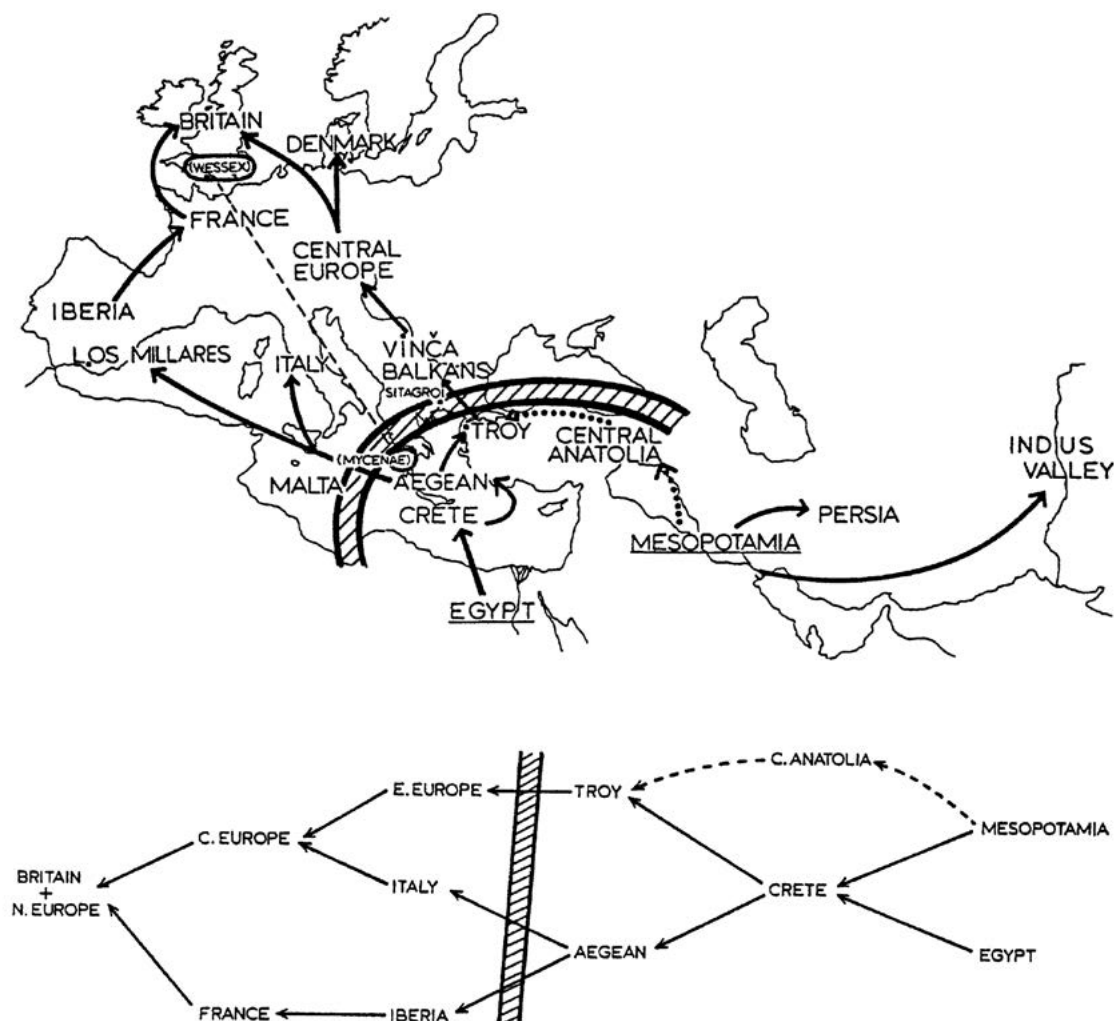 BRITAIN
DENMARK
(WESSEX)
FRANCE
CENTRAL
EUROPE
IBERIA
VINČA
BALKANS
LOS MILLARES
ITALY
SITAGROI
TROY
CENTRAL
ANATOLIA
INDUS
VALLEY
(MYCENAE)
MALTA
AEGEAN
CRETE
PERSIA
MESOPOTAMIA
EGYPT
C. ANATOLIA
E. EUROPE
TROY
MESOPOTAMIA
C. EUROPE
BRITAIN
+
N. EUROPE
ITALY
CRETE
AEGEAN
EGYPT
FRANCE
IBERIA